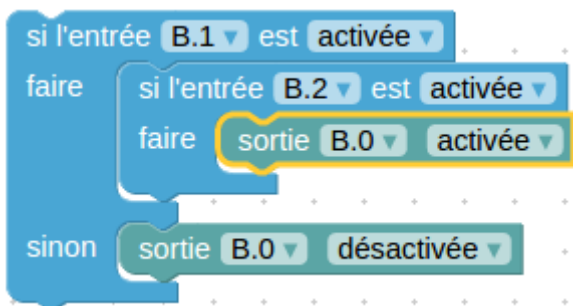 si l'entrée B.1 est activée
faire si l'entrée B.2 est activée
faire sortie B.0 activée
sinon sortie B.0 désactivée